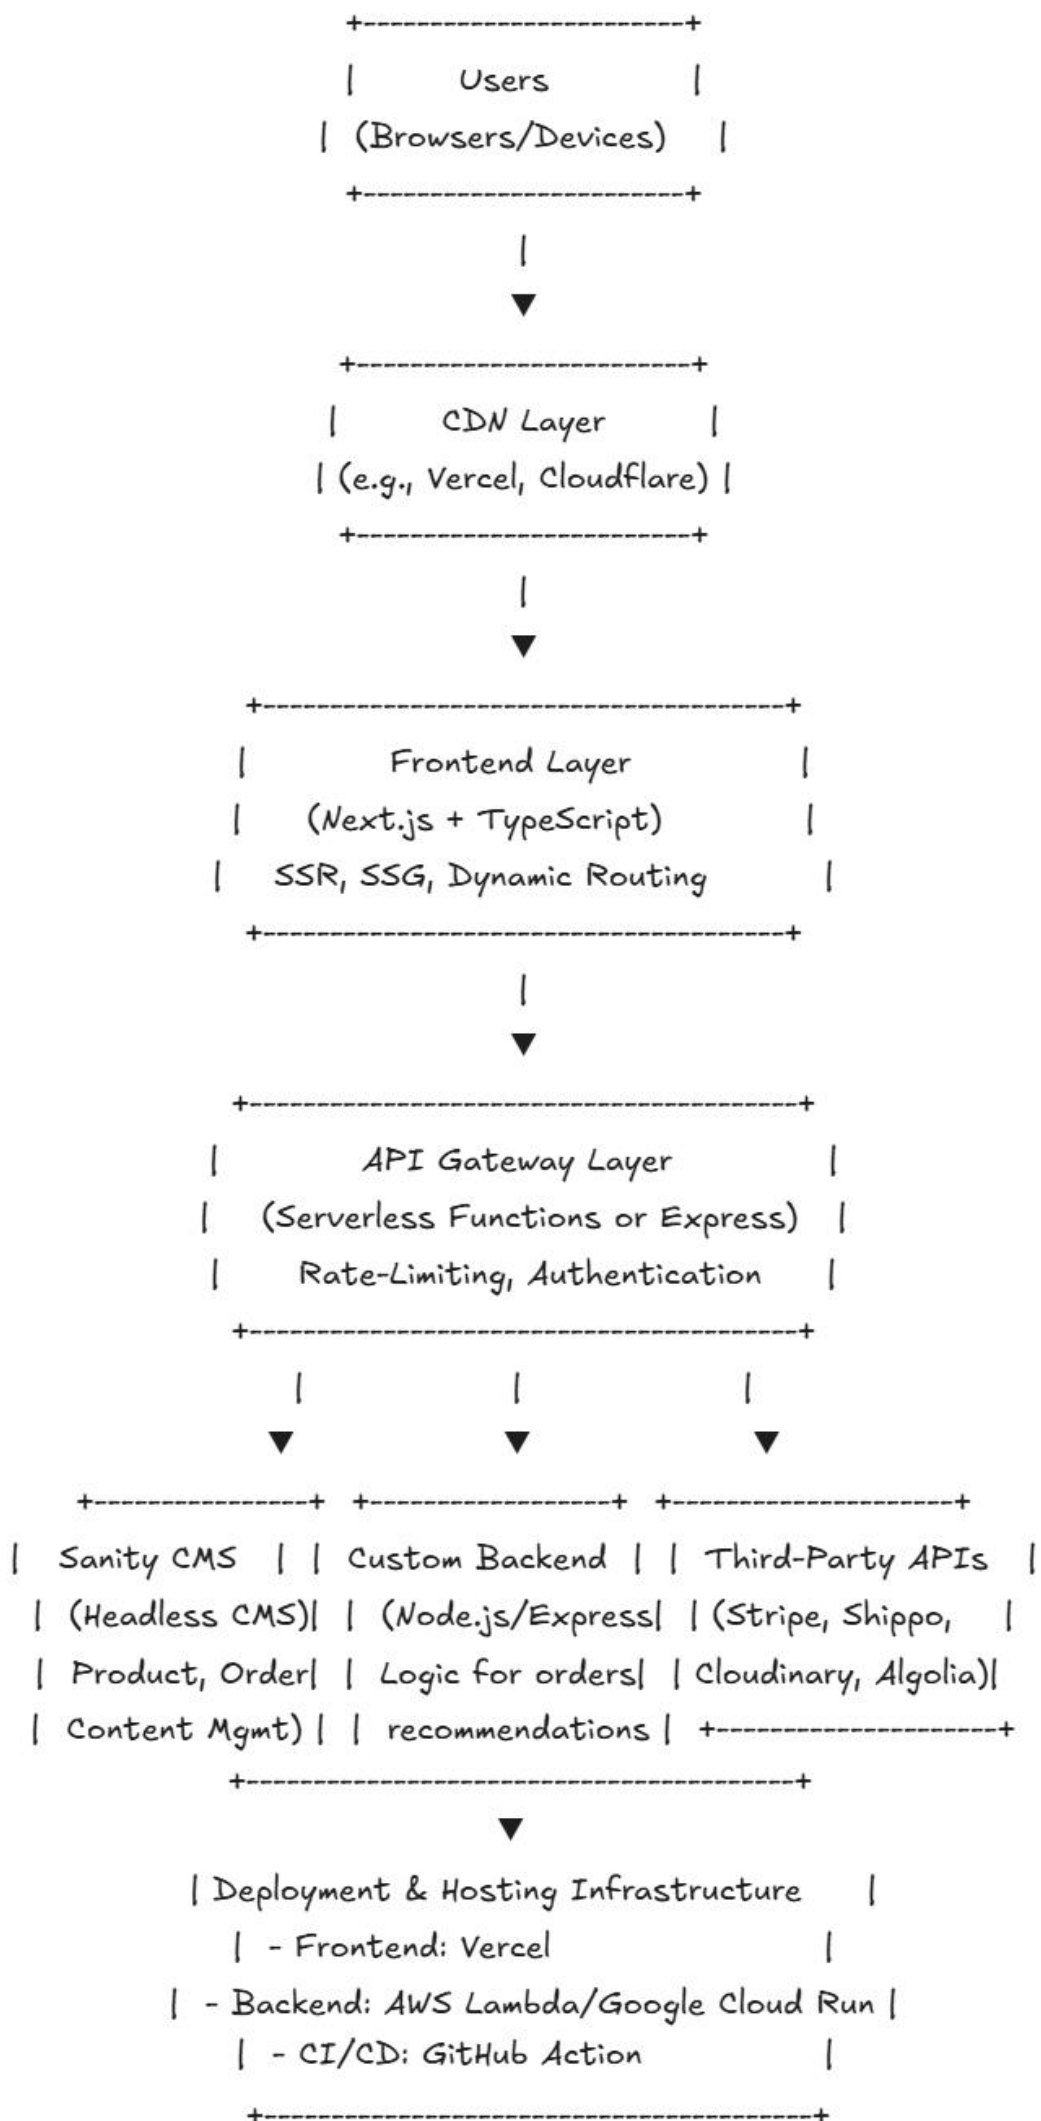 +------------------------+
| Users |
| (Browsers/Devices) |
+------------------------+
|
▼
+-------------------------+
| CDN Layer |
| (e.g., Vercel, Cloudflare) |
+-------------------------+
|
▼
+---------------------------------------+
| Frontend Layer |
| (Next.js + TypeScript) |
| SSR, SSG, Dynamic Routing |
+---------------------------------------+
|
▼
+-----------------------------------------+
| API Gateway Layer |
| (Serverless Functions or Express) |
| Rate-Limiting, Authentication |
+-----------------------------------------+
| | |
▼ ▼ ▼
+----------------+ +------------------+ +---------------------+
| Sanity CMS | | Custom Backend | | Third-Party APIs |
| (Headless CMS)| | (Node.js/Express| | (Stripe, Shippo, |
| Product, Order| | Logic for orders| | Cloudinary, Algolia)|
| Content Mgmt) | | recommendations | +---------------------+
+-----------------------------------------+
▼
| Deployment & Hosting Infrastructure |
| - Frontend: Vercel |
| - Backend: AWS Lambda/Google Cloud Run |
| - CI/CD: GitHub Action |
+-----------------------------------------+